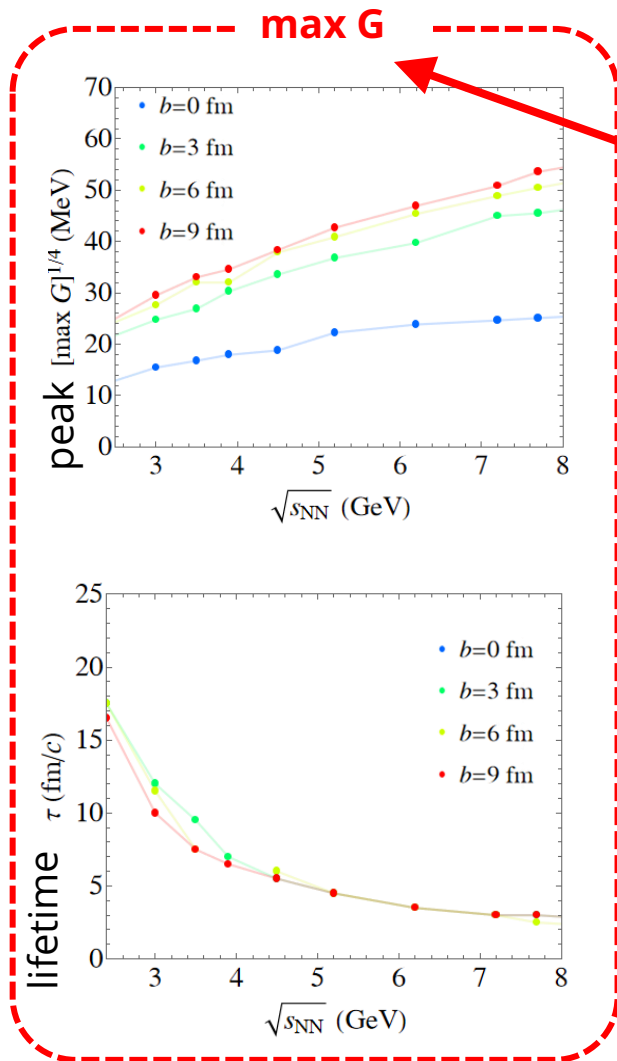 max G
peak [max G]^{1/4} (MeV)
70
60
50
40
30
20
10
0
b=0 fm
b=3 fm
b=6 fm
b=9 fm
3 4 5 6 7 8
√s_NN (GeV)
lifetime τ (fm/c)
25
20
15
10
5
0
b=0 fm
b=3 fm
b=6 fm
b=9 fm
3 4 5 6 7 8
√s_NN (GeV)